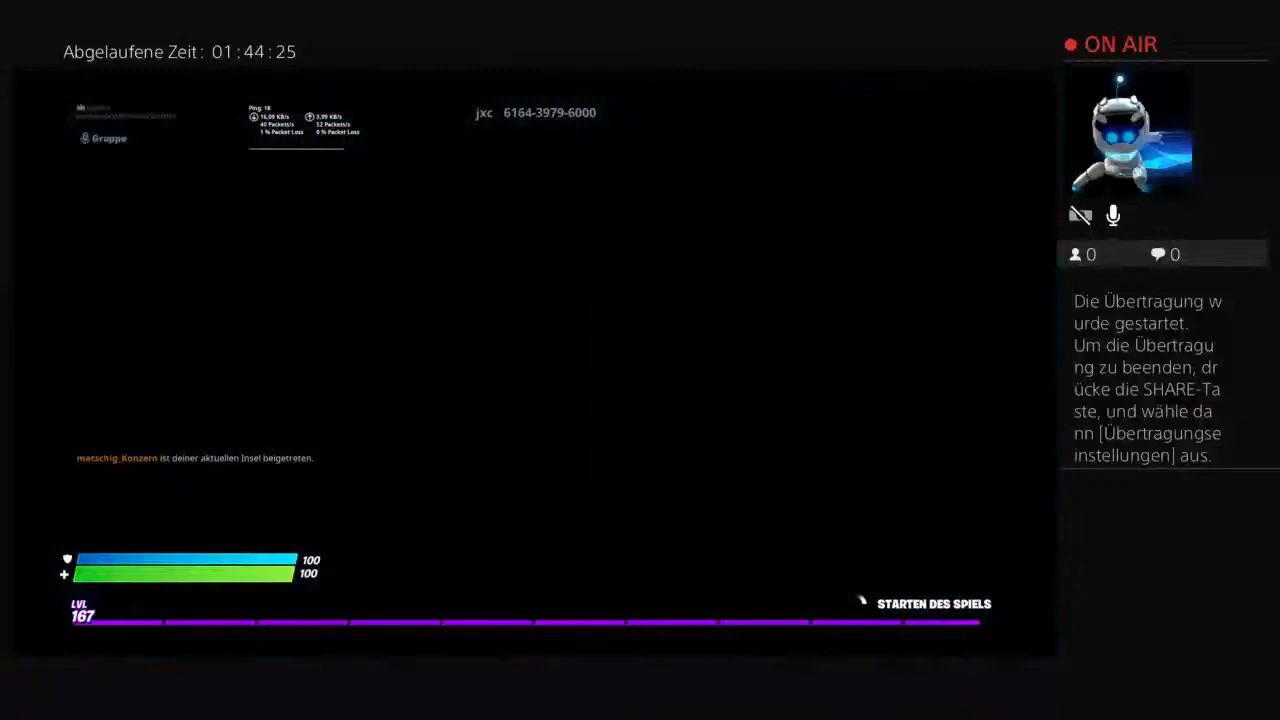 Abgelaufene Zeit: 01:44:25
ON AIR
Ping: 18
16,09 KB/s 3,99 KB/s
40 Packets/s 52 Packets/s
1 % Packet Loss 0 % Packet Loss
jxc 6164-3979-6000
Gruppe
0 0
Die Übertragung w
urde gestartet.
Um die Übertragu
ng zu beenden, dr
ücke die SHARE-Ta
ste, und wähle da
nn [Übertragungse
instellungen] aus.
matschig_Konzern ist deiner aktuellen Insel beigetreten.
100
100
LVL
167
STARTEN DES SPIELS